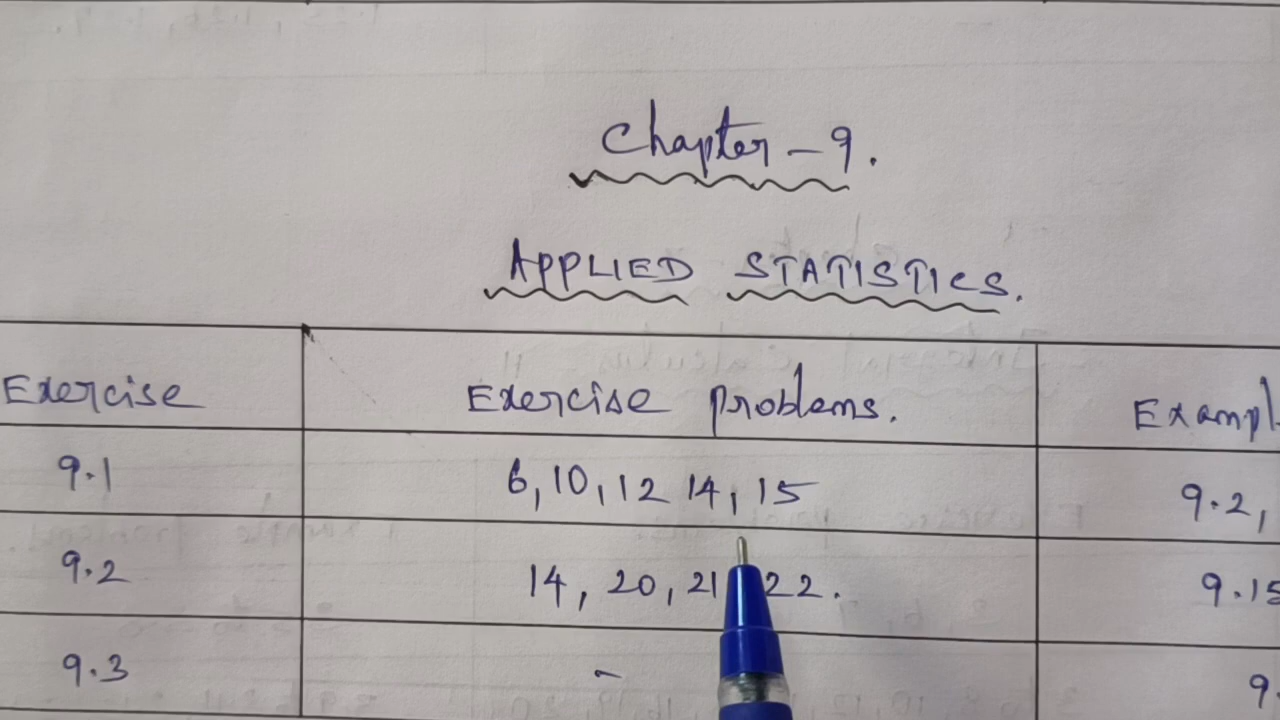 Chapter - 9.
APPLIED STATISTICS.
Exercise Exercise Problems.
9.1 6, 10, 12 14, 15 9.2,
9.2 14, 20, 21 22. 9.15
9.3 - 9.